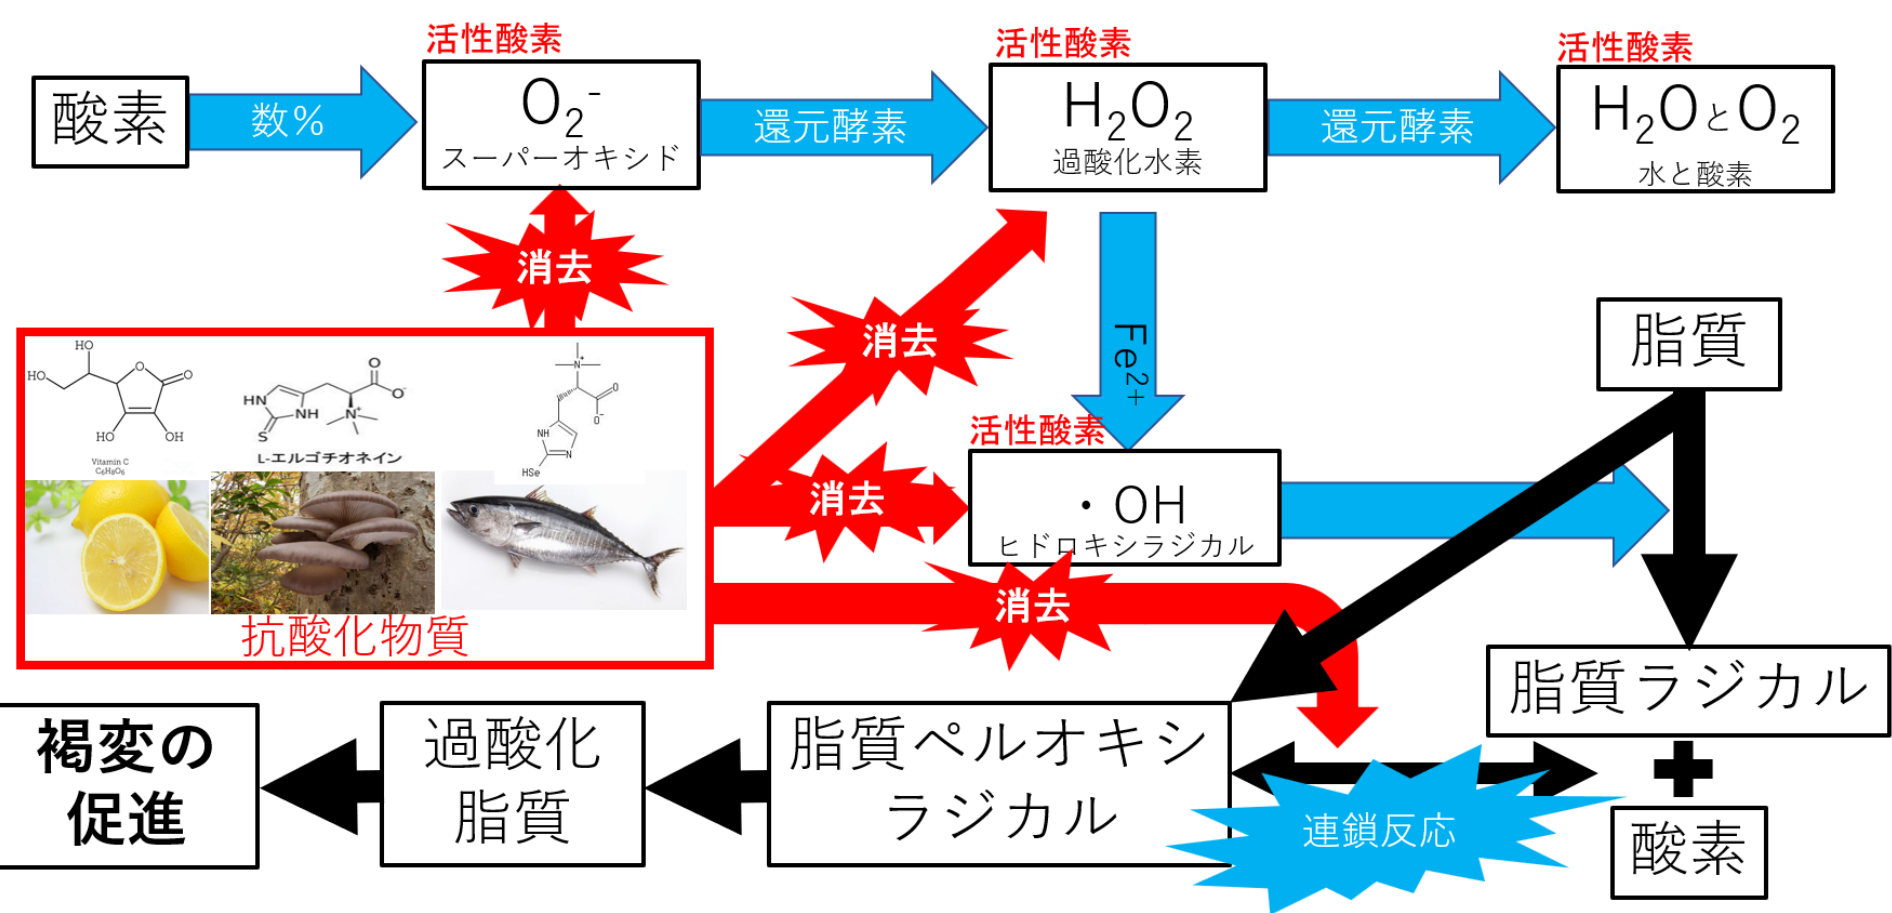 活性酸素
活性酸素
活性酸素
酸素
数%
O₂⁻
スーパーオキシド
還元酵素
H₂O₂
過酸化水素
還元酵素
H₂OとO₂
水と酸素
消去
消去
Fe²⁺
脂質
HO
HO
O
O
HO
OH
Vitamin C
C₆H₈O₆
HN
NH
S
O
O⁻
N⁺
L-エルゴチオネイン
N⁺
O
O⁻
NH
N
HSe
抗酸化物質
活性酸素
消去
・OH
ヒドロキシラジカル
消去
脂質ラジカル
酸素
連鎖反応
脂質ペルオキシ
ラジカル
過酸化
脂質
褐変の
促進